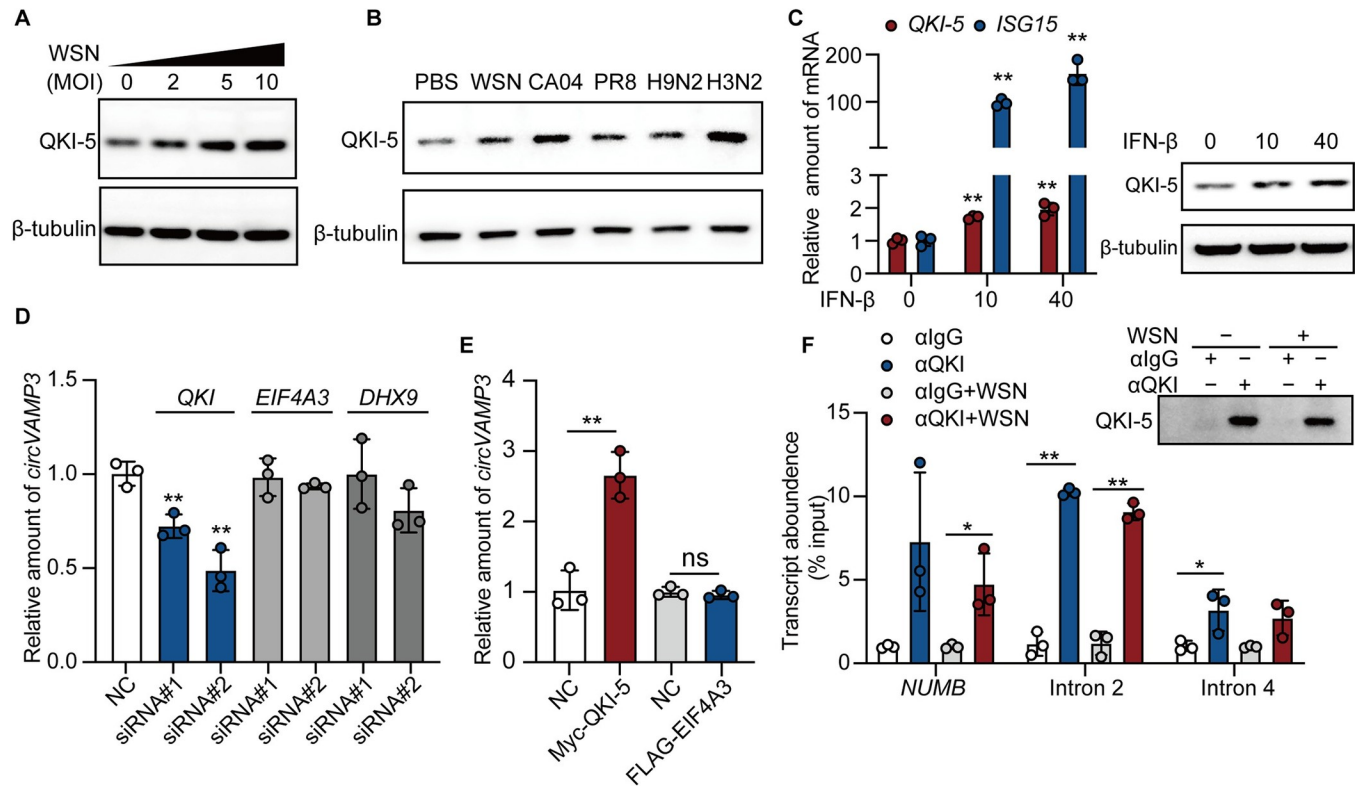 A
WSN
(MOI) 0 2 5 10
QKI-5
β-tubulin
B
PBS WSN CA04 PR8 H9N2 H3N2
QKI-5
β-tubulin
C
QKI-5 ISG15
Relative amount of mRNA
200
100
3
2
1
0
** ** ** **
IFN-β 0 10 40
IFN-β 0 10 40
QKI-5
β-tubulin
D
Relative amount of circVAMP3
1.5
1.0
0.5
0.0
QKI EIF4A3 DHX9
** **
NC siRNA#1 siRNA#2 siRNA#1 siRNA#2 siRNA#1 siRNA#2
E
Relative amount of circVAMP3
4
3
2
1
0
** ns
NC Myc-QKI-5 NC FLAG-EIF4A3
F
αIgG
αQKI
αIgG+WSN
αQKI+WSN
WSN − +
αIgG + − + −
αQKI − + − +
QKI-5
Transcript aboundence
(% input)
15
10
5
0
* ** ** *
NUMB Intron 2 Intron 4